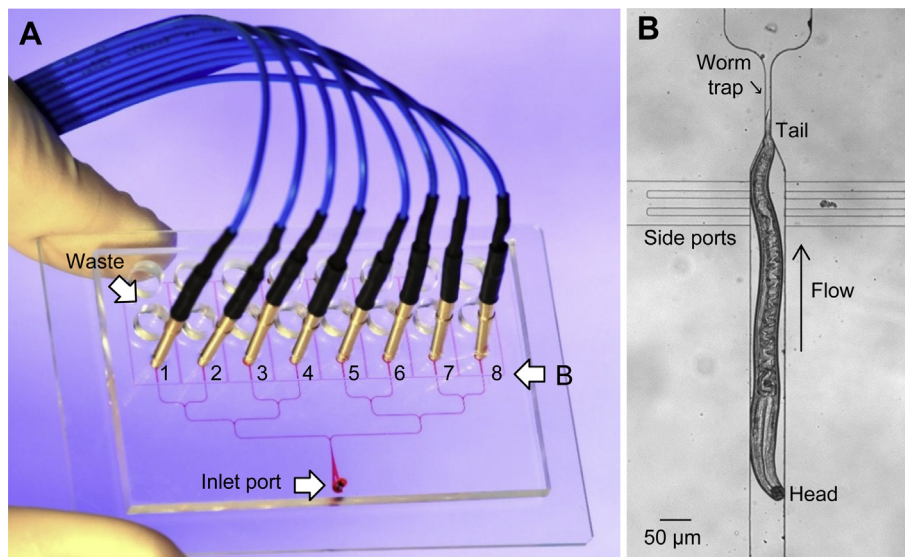 A
Waste
1 2 3 4 5 6 7 8
B
Inlet port
B
Worm
trap
Tail
Side ports
Flow
Head
50 µm